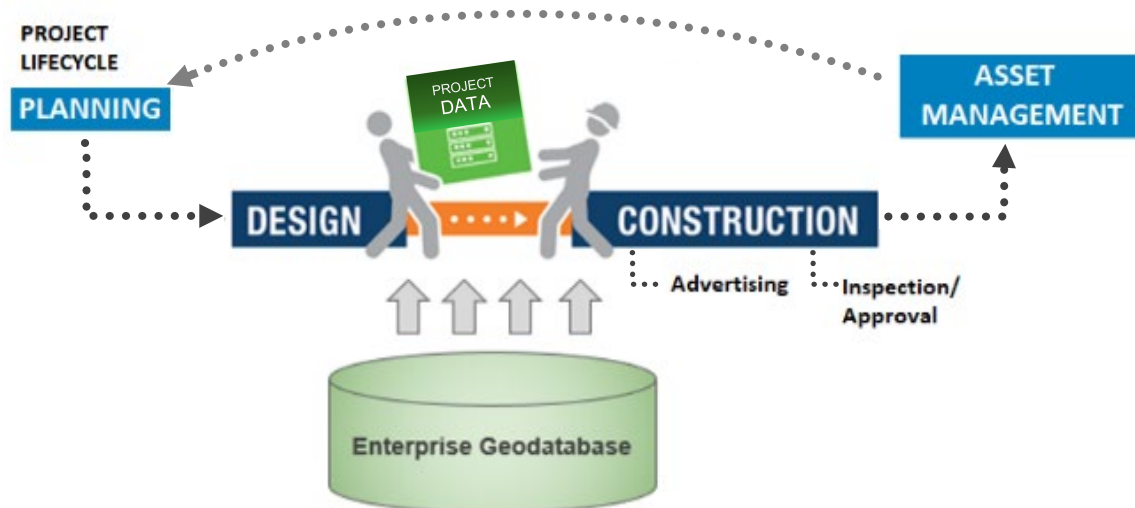 PROJECT
LIFECYCLE
PLANNING
PROJECT
DATA
ASSET
MANAGEMENT
DESIGN
CONSTRUCTION
Advertising
Inspection/
Approval
Enterprise Geodatabase